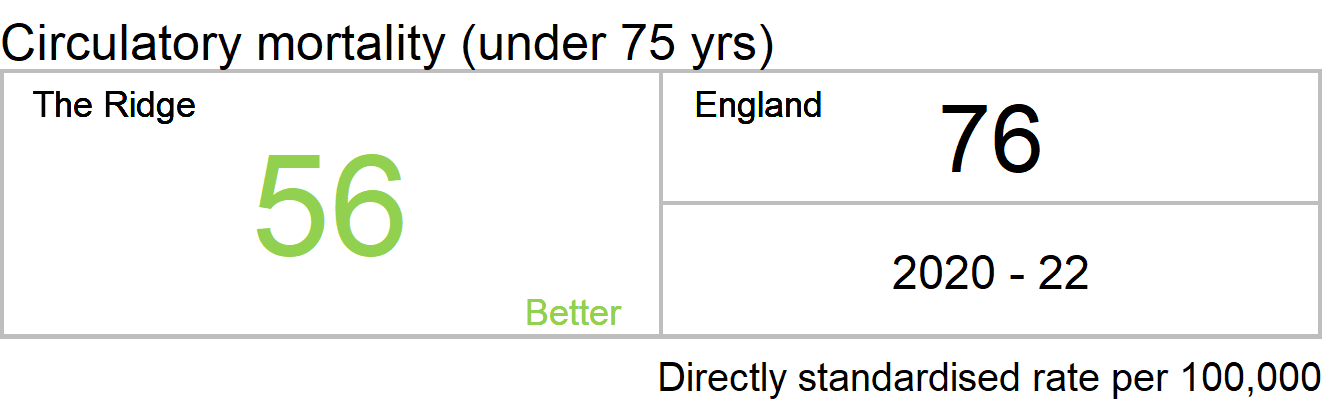 Circulatory mortality (under 75 yrs)
The Ridge
56
Better
England
76
2020 - 22
Directly standardised rate per 100,000